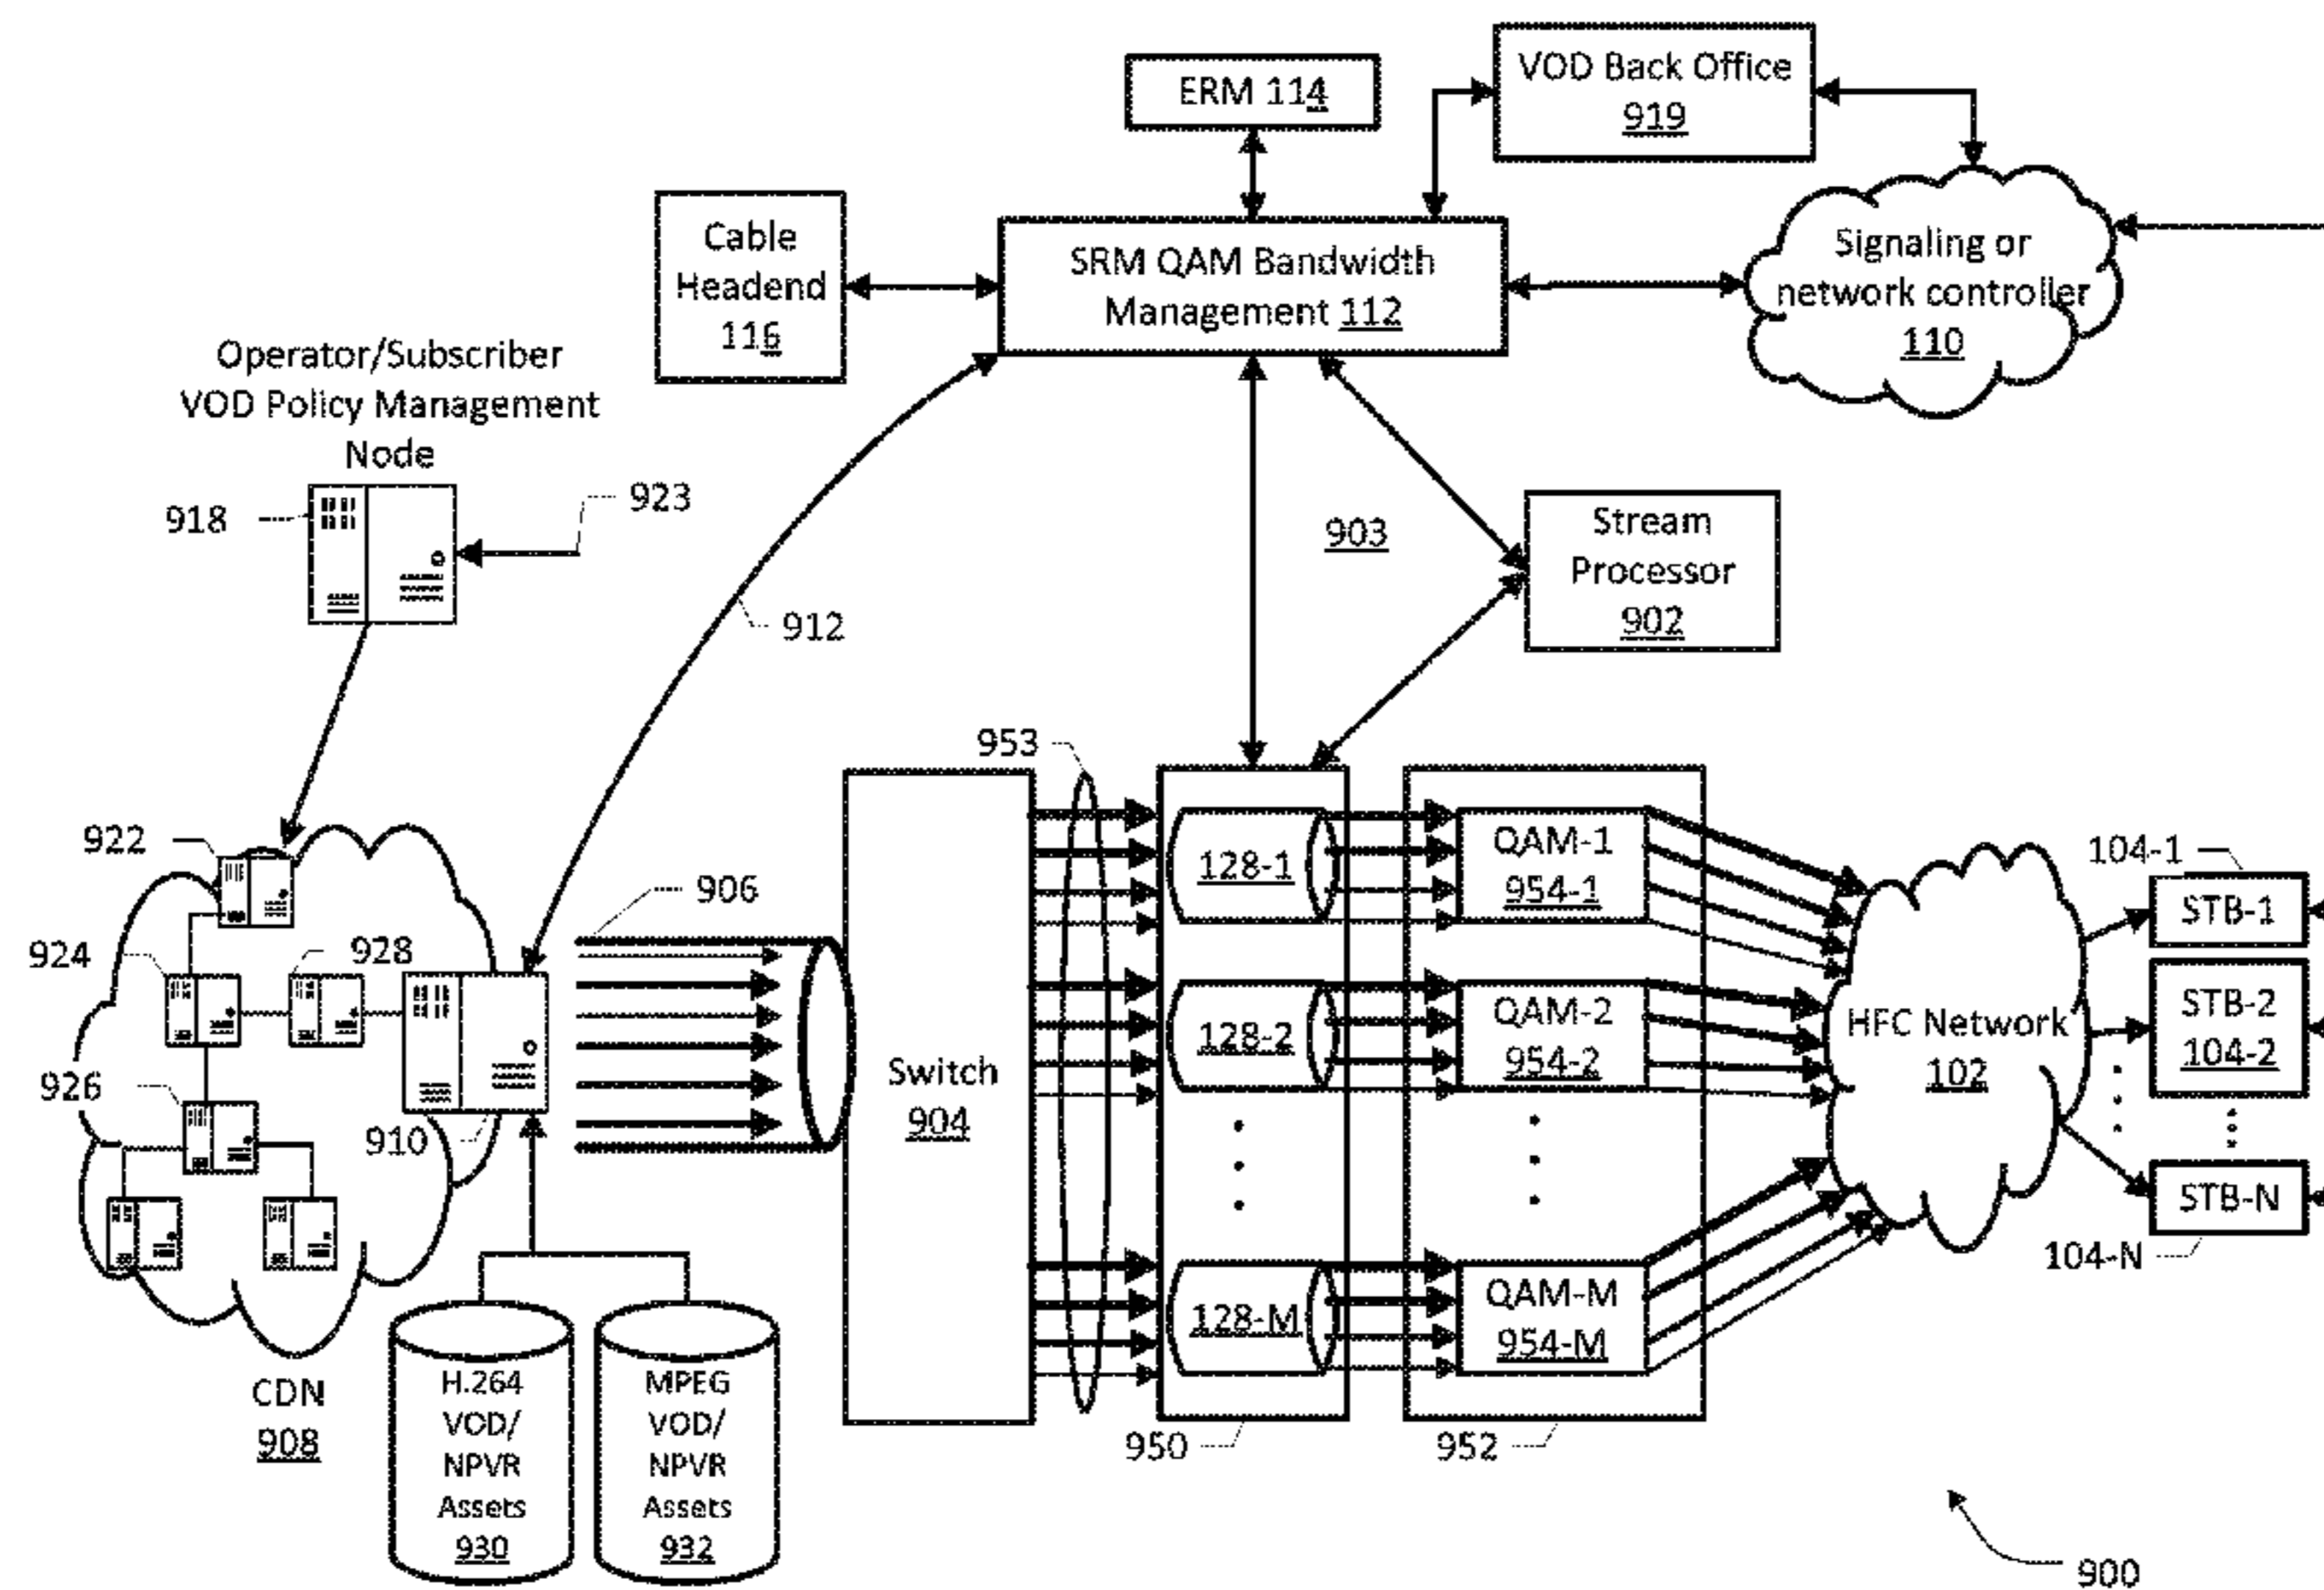 ERM 114
VOD Back Office
919
Cable
Headend
116
SRM QAM Bandwidth
Management 112
Signaling or
network controller
110
Operator/Subscriber
VOD Policy Management
Node
918
923
912
903
Stream
Processor
902
953
922
906
924
928
926
910
Switch
904
128-1
QAM-1
954-1
128-2
QAM-2
954-2
128-M
QAM-M
954-M
HFC Network
102
104-1
STB-1
STB-2
104-2
STB-N
104-N
CDN
908
H.264
VOD/
NPVR
Assets
930
MPEG
VOD/
NPVR
Assets
932
950
952
900